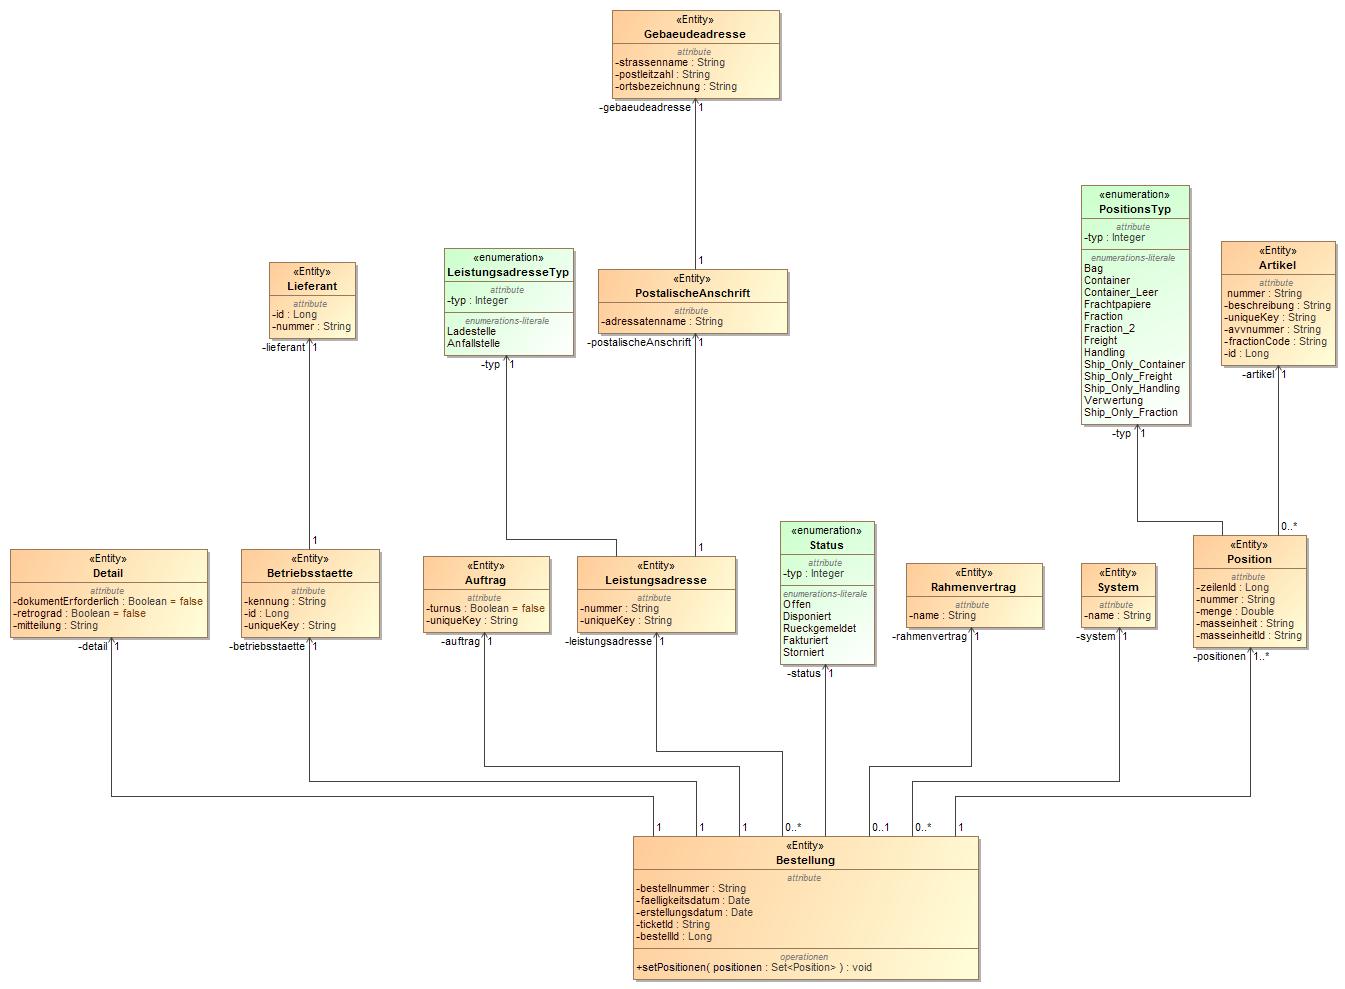 «Entity»
Gebaeudeadresse
attribute
-strassenname : String
-postleitzahl : String
-ortsbezeichnung : String
-gebaeudeadresse 1
1
«Entity»
PostalischeAnschrift
attribute
-adressatenname : String
-postalischeAnschrift 1
1
«Entity»
Lieferant
attribute
-id : Long
-nummer : String
-lieferant 1
1
«enumeration»
LeistungsadresseTyp
attribute
-typ : Integer
enumerations-literale
Ladestelle
Anfallstelle
-typ 1
«enumeration»
PositionsTyp
attribute
-typ : Integer
enumerations-literale
Bag
Container
Container_Leer
Frachtpapiere
Fraction
Fraction_2
Freight
Handling
Ship_Only_Container
Ship_Only_Freight
Ship_Only_Handling
Verwertung
Ship_Only_Fraction
-typ 1
«Entity»
Artikel
attribute
nummer : String
-beschreibung : String
-uniqueKey : String
-avvnummer : String
-fractionCode : String
-id : Long
-artikel 1
0..*
«Entity»
Detail
attribute
-dokumentErforderlich : Boolean = false
-retrograd : Boolean = false
-mitteilung : String
-detail 1
«Entity»
Betriebsstaette
attribute
-kennung : String
-id : Long
-uniqueKey : String
-betriebsstaette 1
«Entity»
Auftrag
attribute
-turnus : Boolean = false
-uniqueKey : String
-auftrag 1
«Entity»
Leistungsadresse
attribute
-nummer : String
-uniqueKey : String
-leistungsadresse 1
«enumeration»
Status
attribute
-typ : Integer
enumerations-literale
Offen
Disponiert
Rueckgemeldet
Fakturiert
Storniert
-status 1
«Entity»
Rahmenvertrag
attribute
-name : String
-rahmenvertrag 1
«Entity»
System
attribute
-name : String
-system 1
«Entity»
Position
attribute
-zeilenId : Long
-nummer : String
-menge : Double
-masseinheit : String
-masseinheitId : String
-positionen 1..*
1 1 1 0..* 0..1 0..* 1
«Entity»
Bestellung
attribute
-bestellnummer : String
-faelligkeitsdatum : Date
-erstellungsdatum : Date
-ticketId : String
-bestellId : Long
operationen
+setPositionen( positionen : Set<Position> ) : void